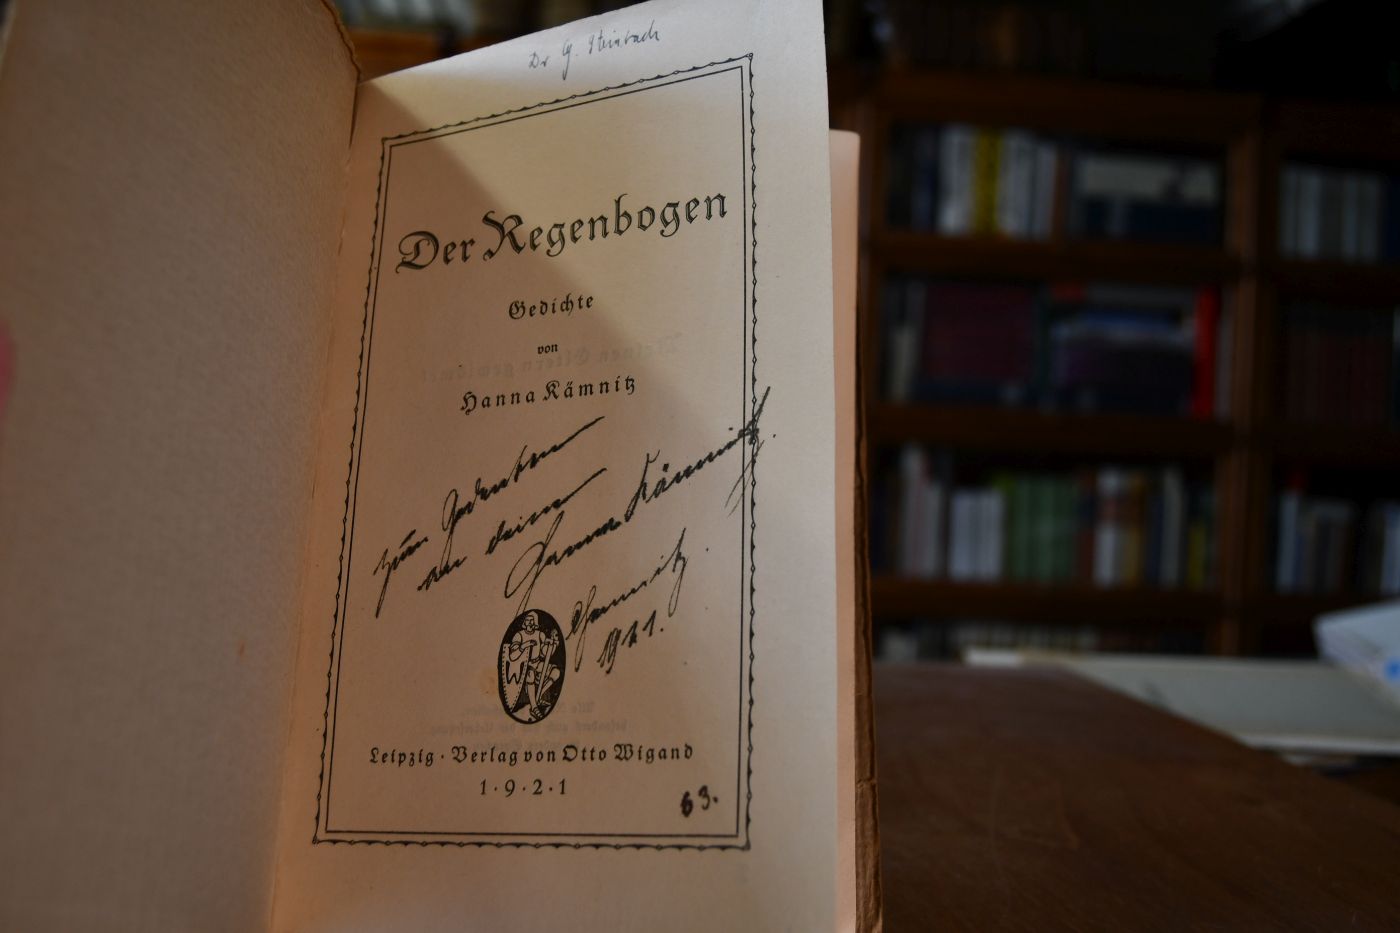 Dr G. Steinbach
Der Regenbogen
Gedichte
von
Hanna Kämnitz
zum Gedenken
an deine
Hanna Kämnitz.
Chemnitz.
1921.
W
Leipzig · Verlag von Otto Wigand
1 · 9 · 2 · 1
63.